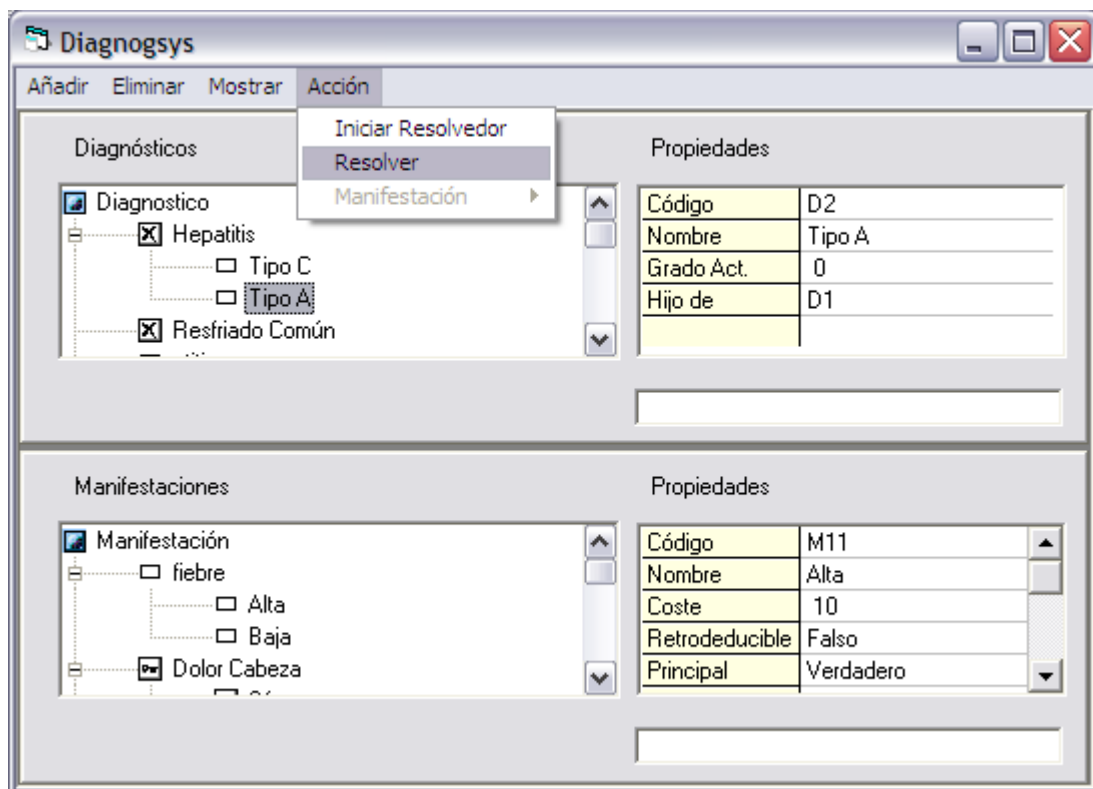 Diagnogsys
Añadir Eliminar Mostrar Acción
Iniciar Resolvedor
Resolver
Manifestación
Diagnósticos
Diagnostico
Hepatitis
Tipo C
Tipo A
Resfriado Común
Propiedades
Código D2
Nombre Tipo A
Grado Act. 0
Hijo de D1
Manifestaciones
Manifestación
fiebre
Alta
Baja
Dolor Cabeza
Propiedades
Código M11
Nombre Alta
Coste 10
Retrodeducible Falso
Principal Verdadero